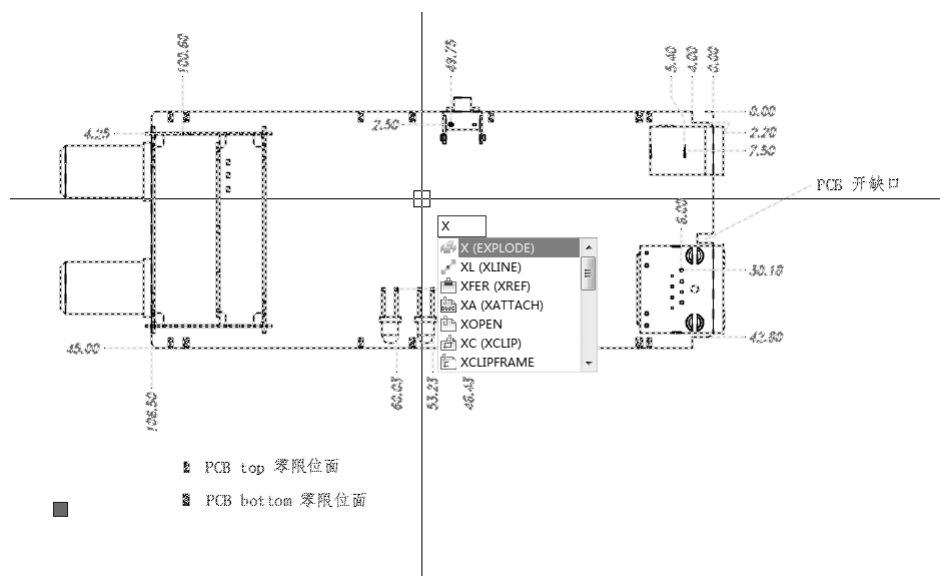 100.60
49.75
5.40
4.00
0.00
0.00
4.25
2.50
2.20
7.50
PCB 开缺口
6.00
X
X (EXPLODE)
XL (XLINE)
XFER (XREF)
XA (XATTACH)
XOPEN
XC (XCLIP)
XCLIPFRAME
30.18
42.80
45.00
106.50
60.03
53.23
48.43
PCB top 零限位面
PCB bottom 零限位面